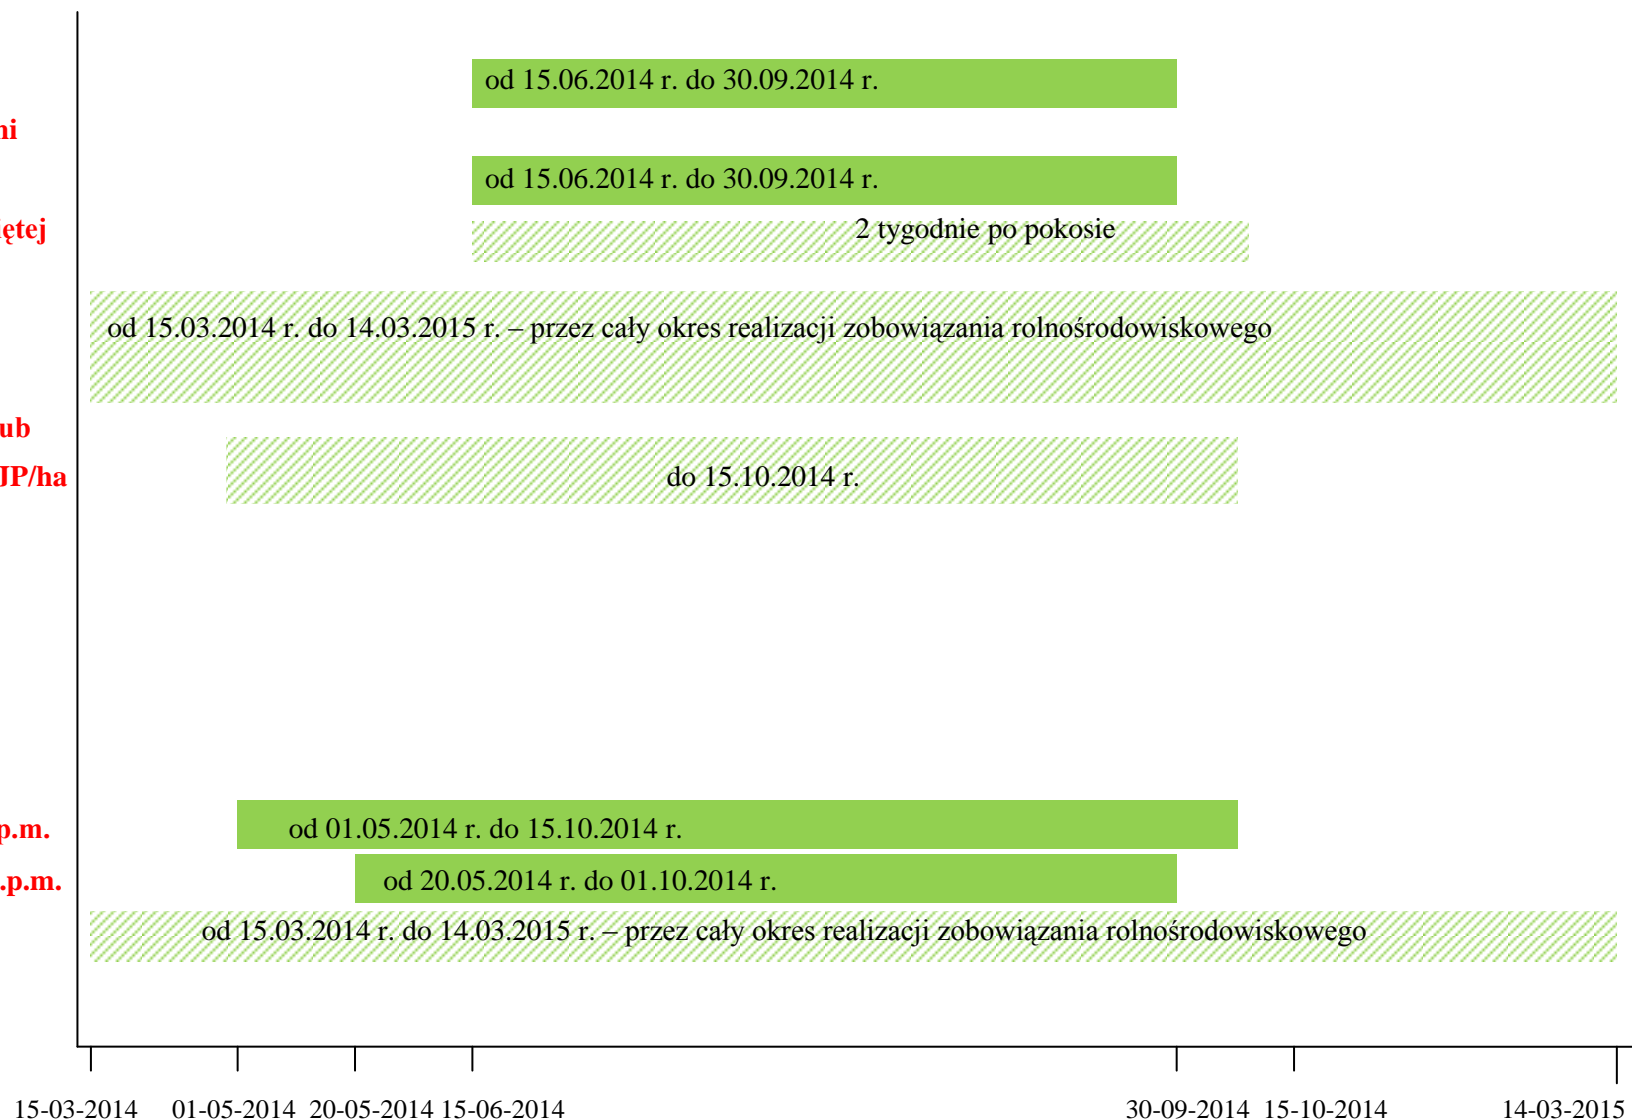 od 15.06.2014 r. do 30.09.2014 r.
ni
od 15.06.2014 r. do 30.09.2014 r.
ętej
2 tygodnie po pokosie
od 15.03.2014 r. do 14.03.2015 r. – przez cały okres realizacji zobowiązania rolnośrodowiskowego
ub
JP/ha
do 15.10.2014 r.
p.m.
od 01.05.2014 r. do 15.10.2014 r.
.p.m.
od 20.05.2014 r. do 01.10.2014 r.
od 15.03.2014 r. do 14.03.2015 r. – przez cały okres realizacji zobowiązania rolnośrodowiskowego
15-03-2014 01-05-2014 20-05-2014 15-06-2014 30-09-2014 15-10-2014 14-03-2015